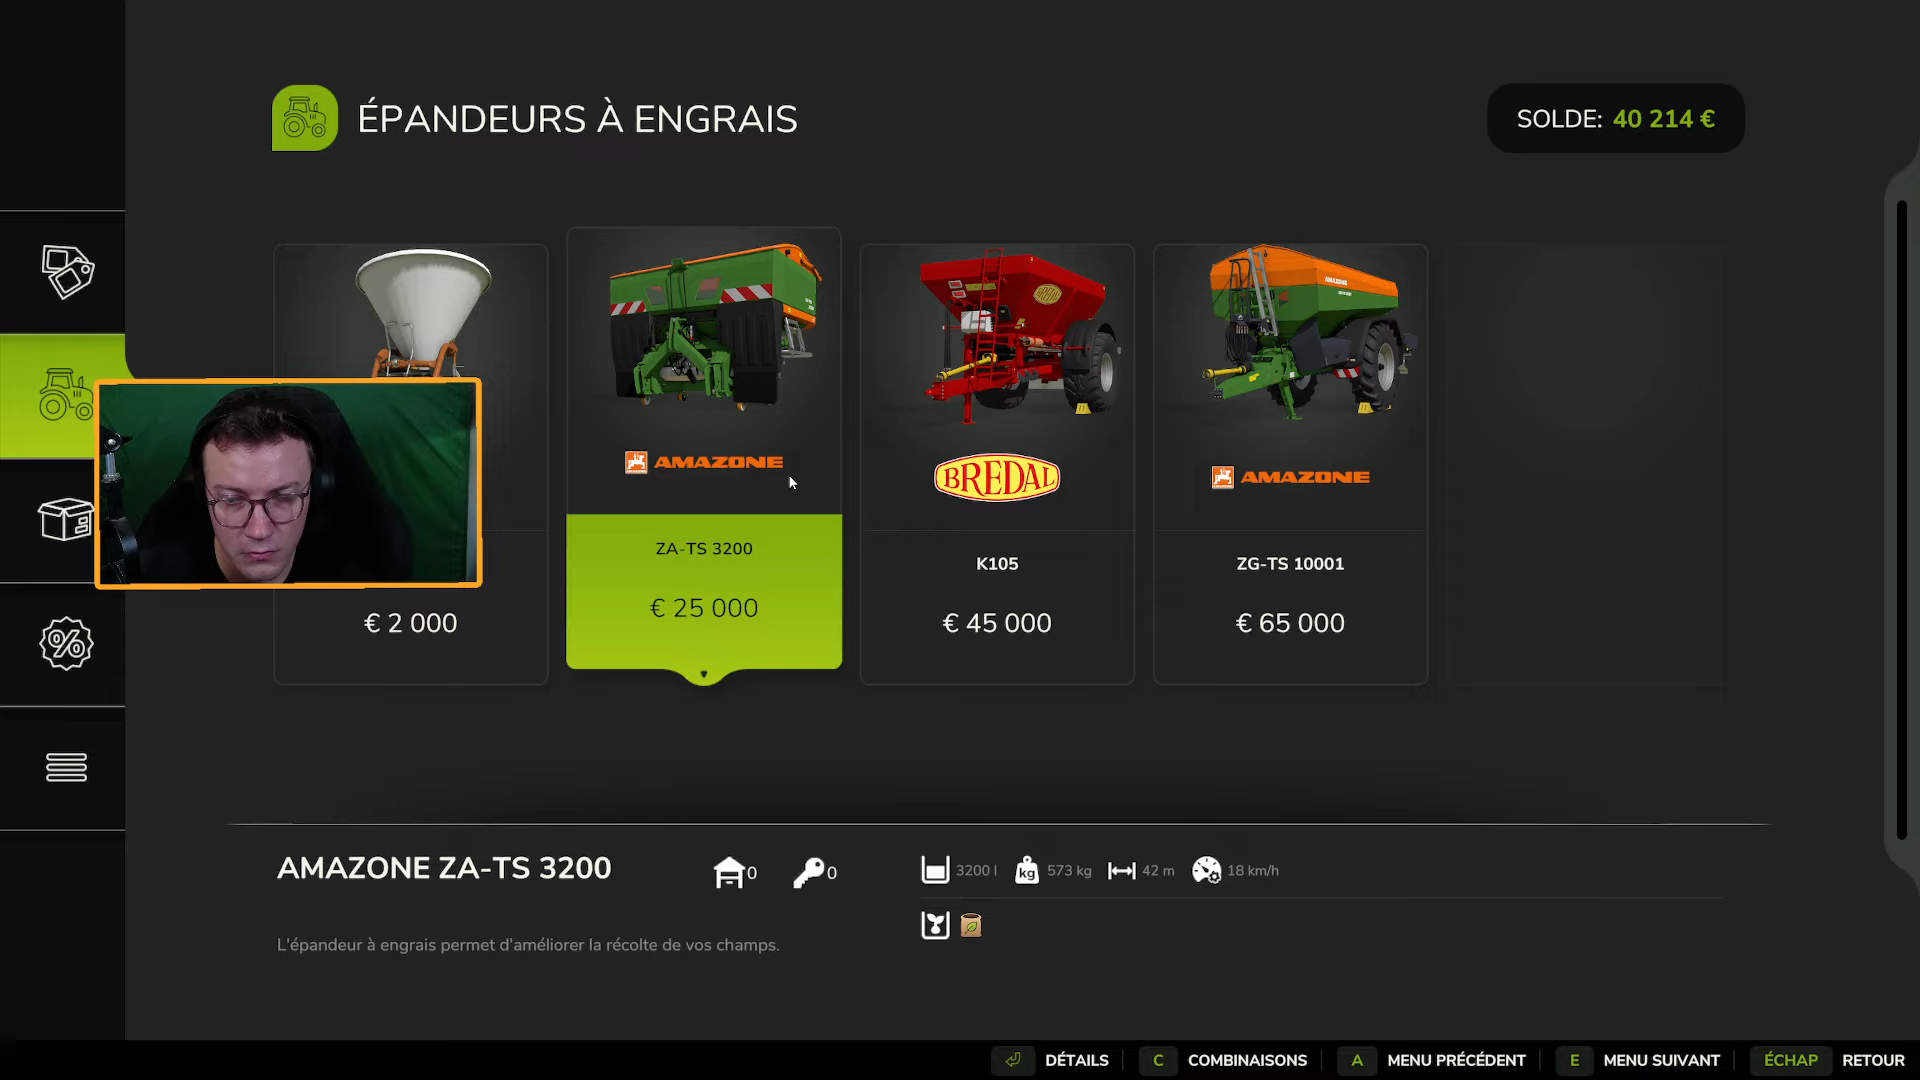 ÉPANDEURS À ENGRAIS
SOLDE: 40 214 €
AMAZONE
BREDAL
AMAZONE
ZA-TS 3200
K105
ZG-TS 10001
€ 2 000
€ 25 000
€ 45 000
€ 65 000
AMAZONE ZA-TS 3200
0
0
3200 l
kg
573 kg
42 m
18 km/h
L'épandeur à engrais permet d'améliorer la récolte de vos champs.
DÉTAILS
C COMBINAISONS
A MENU PRÉCÉDENT
E MENU SUIVANT
ÉCHAP RETOUR